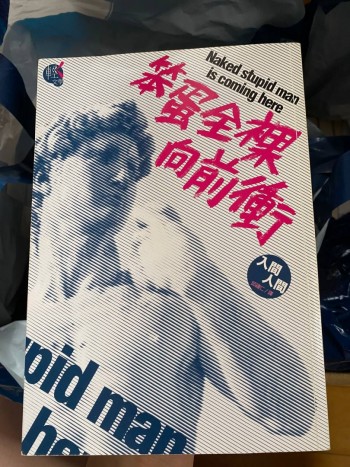 Naked stupid man
is coming here
笨蛋全裸
向前衝
入間
人間
upid man
he